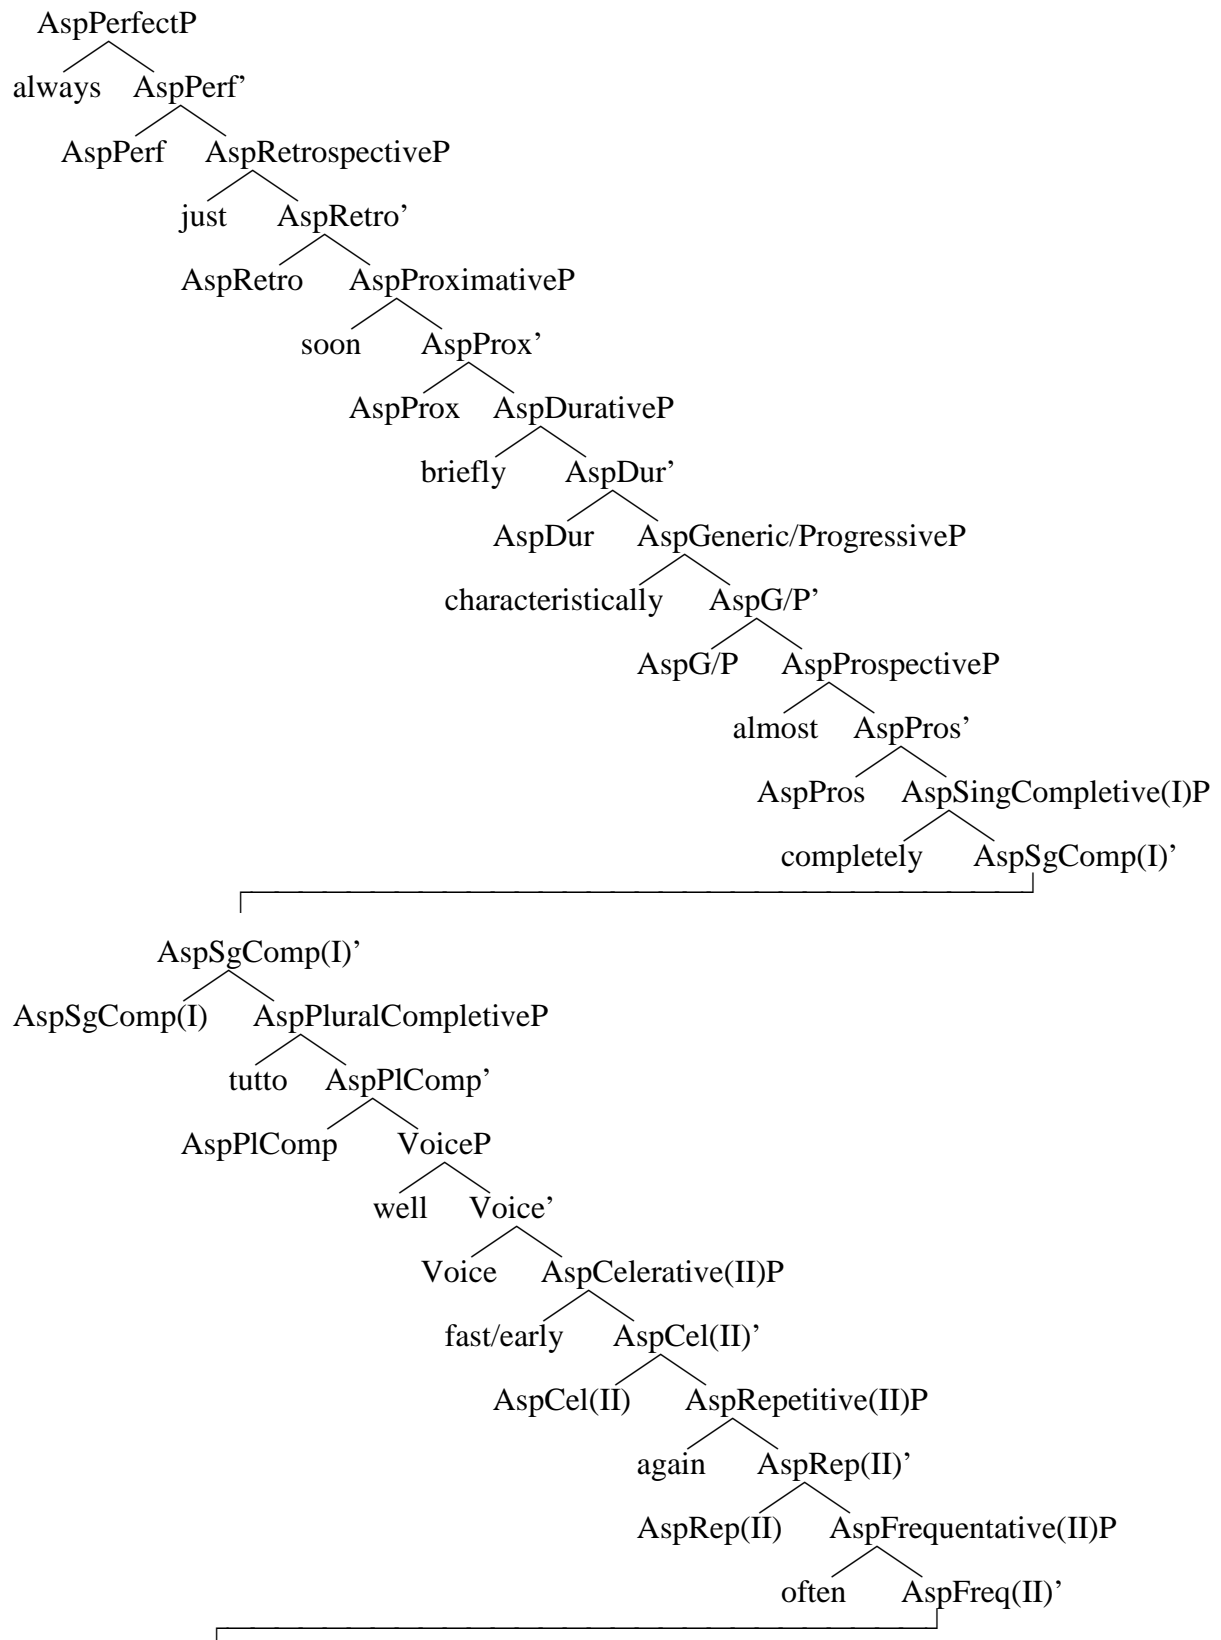 AspPerfectP
always AspPerf’
AspPerf AspRetrospectiveP
just AspRetro’
AspRetro AspProximativeP
soon AspProx’
AspProx AspDurativeP
briefly AspDur’
AspDur AspGeneric/ProgressiveP
characteristically AspG/P’
AspG/P AspProspectiveP
almost AspPros’
AspPros AspSingCompletive(I)P
completely AspSgComp(I)’
AspSgComp(I)’
AspSgComp(I) AspPluralCompletiveP
tutto AspPlComp’
AspPlComp VoiceP
well Voice’
Voice AspCelerative(II)P
fast/early AspCel(II)’
AspCel(II) AspRepetitive(II)P
again AspRep(II)’
AspRep(II) AspFrequentative(II)P
often AspFreq(II)’